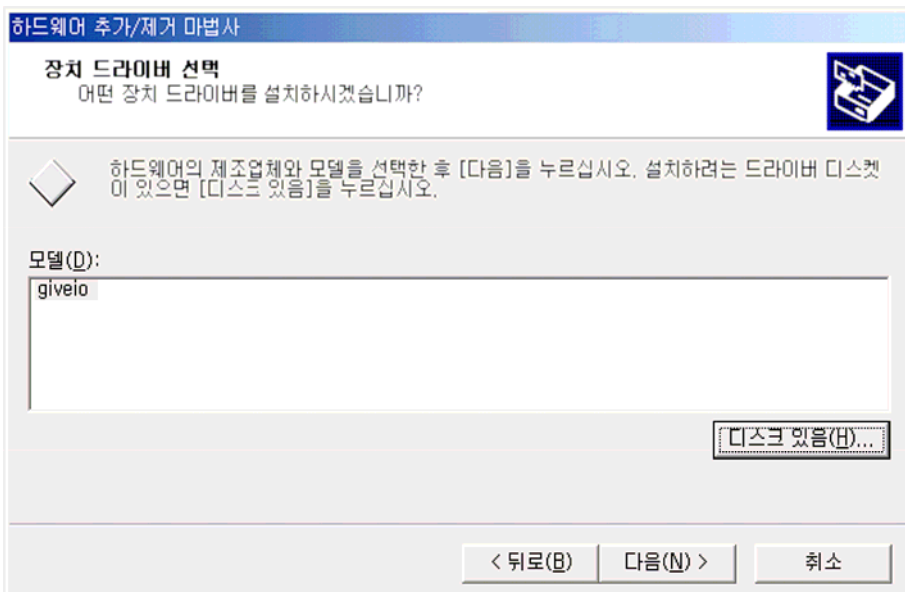 하드웨어 추가/제거 마법사
장치 드라이버 선택
어떤 장치 드라이버를 설치하시겠습니까?
하드웨어의 제조업체와 모델을 선택한 후 [다음]을 누르십시오. 설치하려는 드라이버 디스켓
이 있으면 [디스크 있음]을 누르십시오.
모델(D):
giveio
디스크 있음(H)...
< 뒤로(B)
다음(N) >
취소